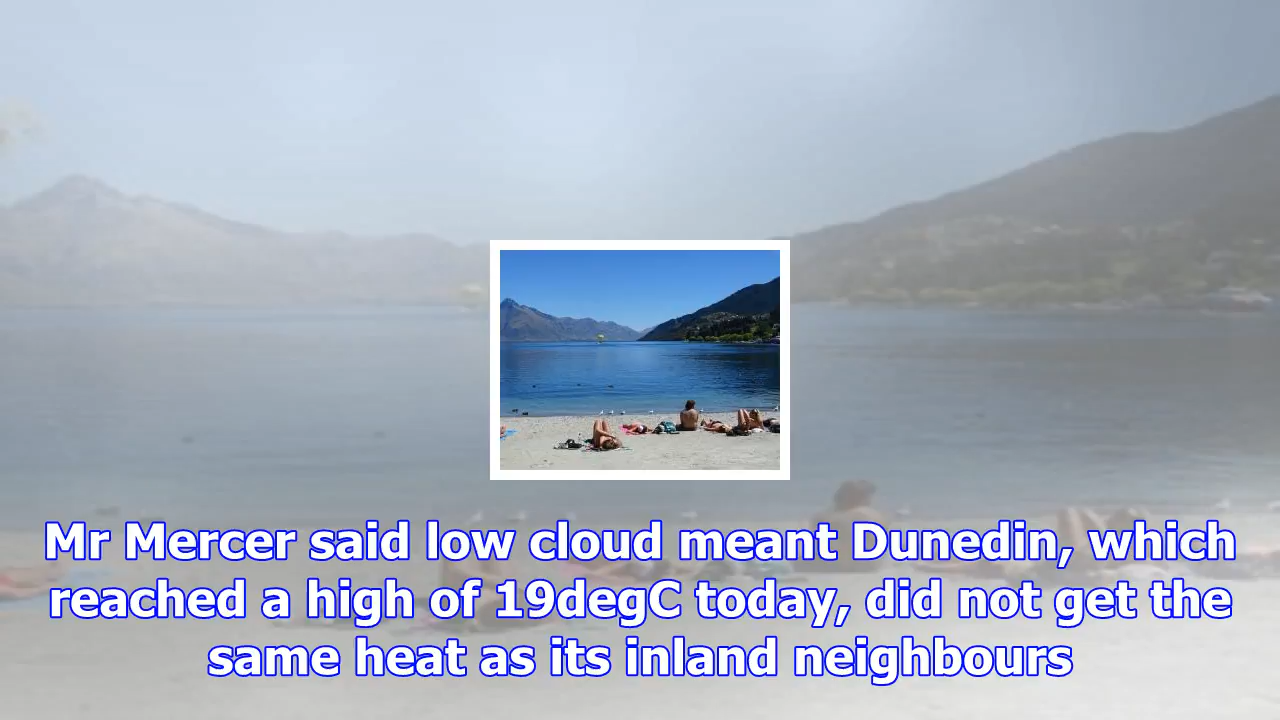 Mr Mercer said low cloud meant Dunedin, which
reached a high of 19degC today, did not get the
same heat as its inland neighbours